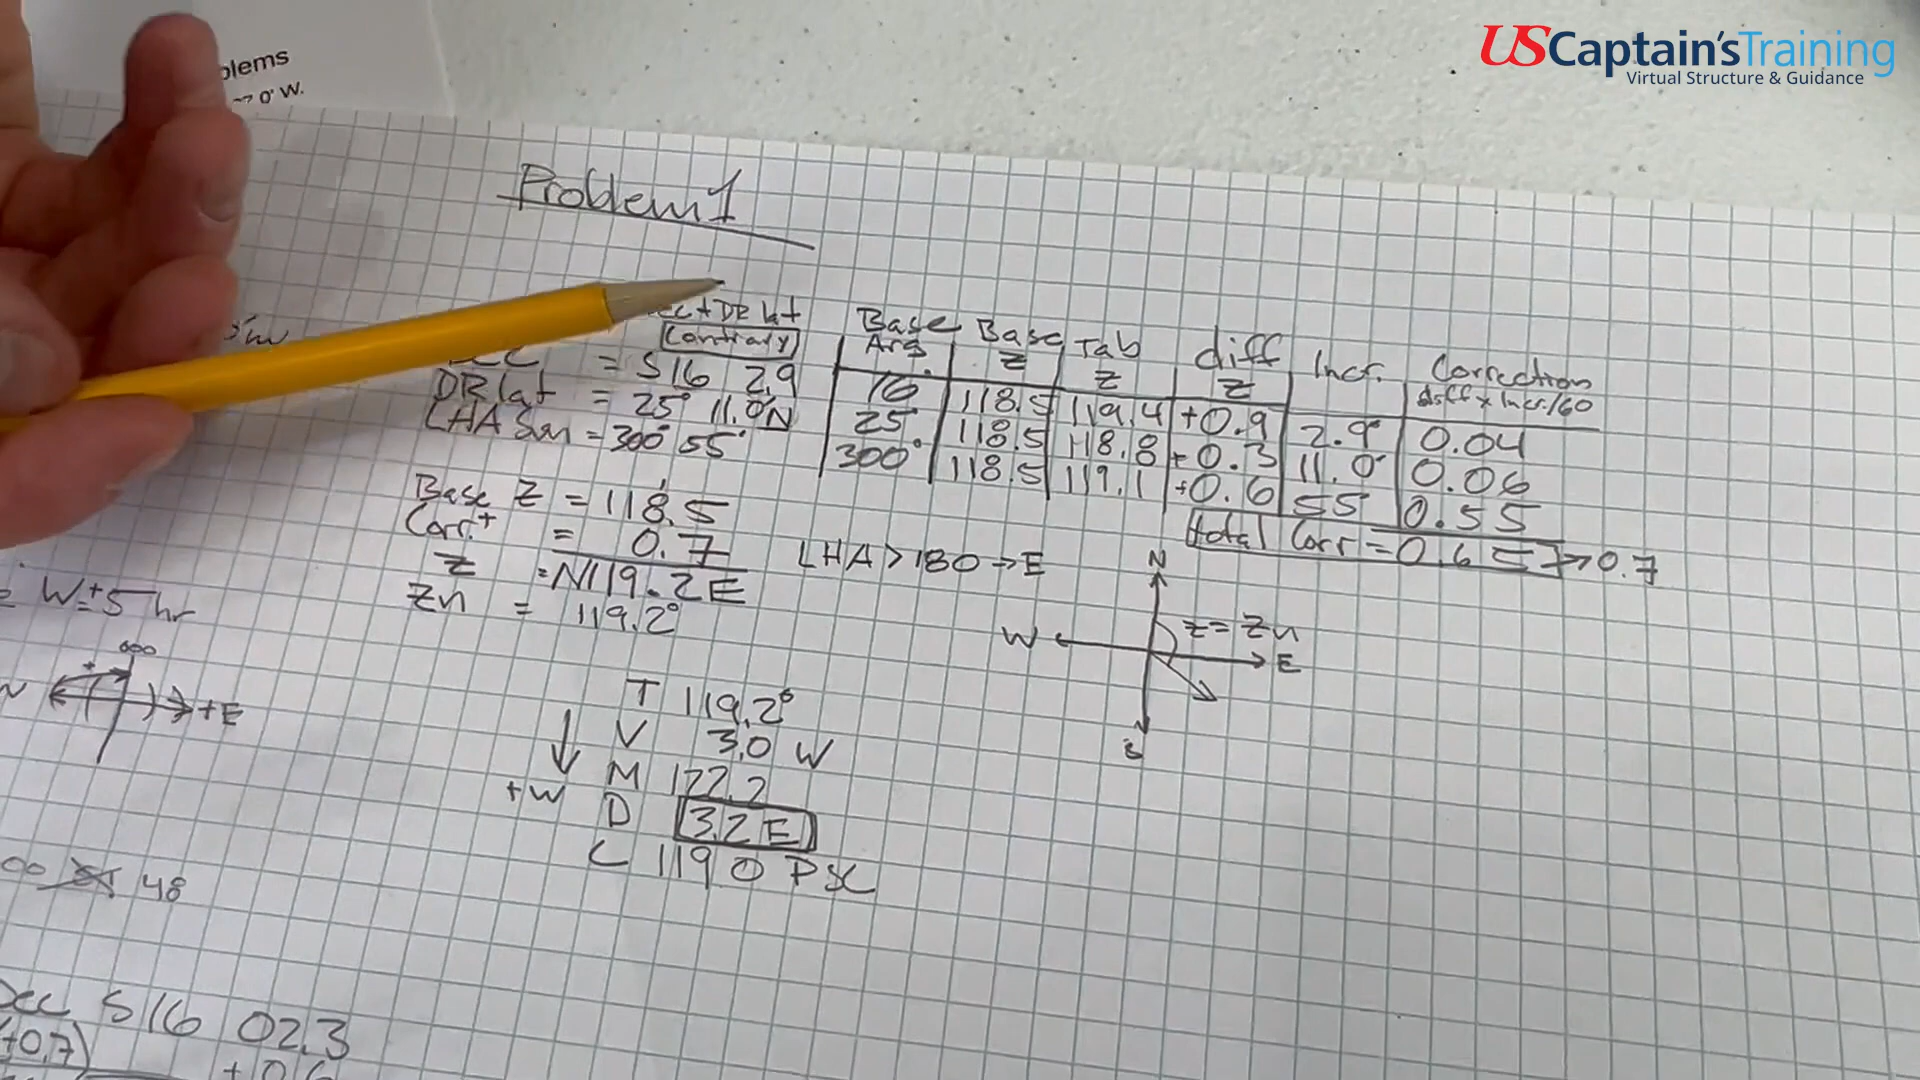 USCaptain'sTraining
Virtual Structure & Guidance
blems
0° W.
Problem 1
+ DR lat
Contrary
= S16 2.9
DR lat = 25° 11.0'N
LHA Sun = 300° 55'
Base Arg. Base z Tab z diff z Incr. Correction diff x Incr./60
16 118.5 119.4 +0.9 2.9' 0.04
25° 118.5 118.8 +0.3 11.0' 0.06
300° 118.5 119.1 +0.6 55 0.55
total Corr = 0.65 → 0.7
Base Z = 118.5
Corr.+ = 0.7
LHA > 180 → E
z = N119.2E
Zn = 119.2°
N
W
E
S
z = Zn
= W + 5 hr
000
+
+E
T 119.2°
V 3.0 W
M 122.2
+W
D 3.2 E
C 119.0 PSC
48
Dec S 16 02.3
+0.7)
+ 0.6